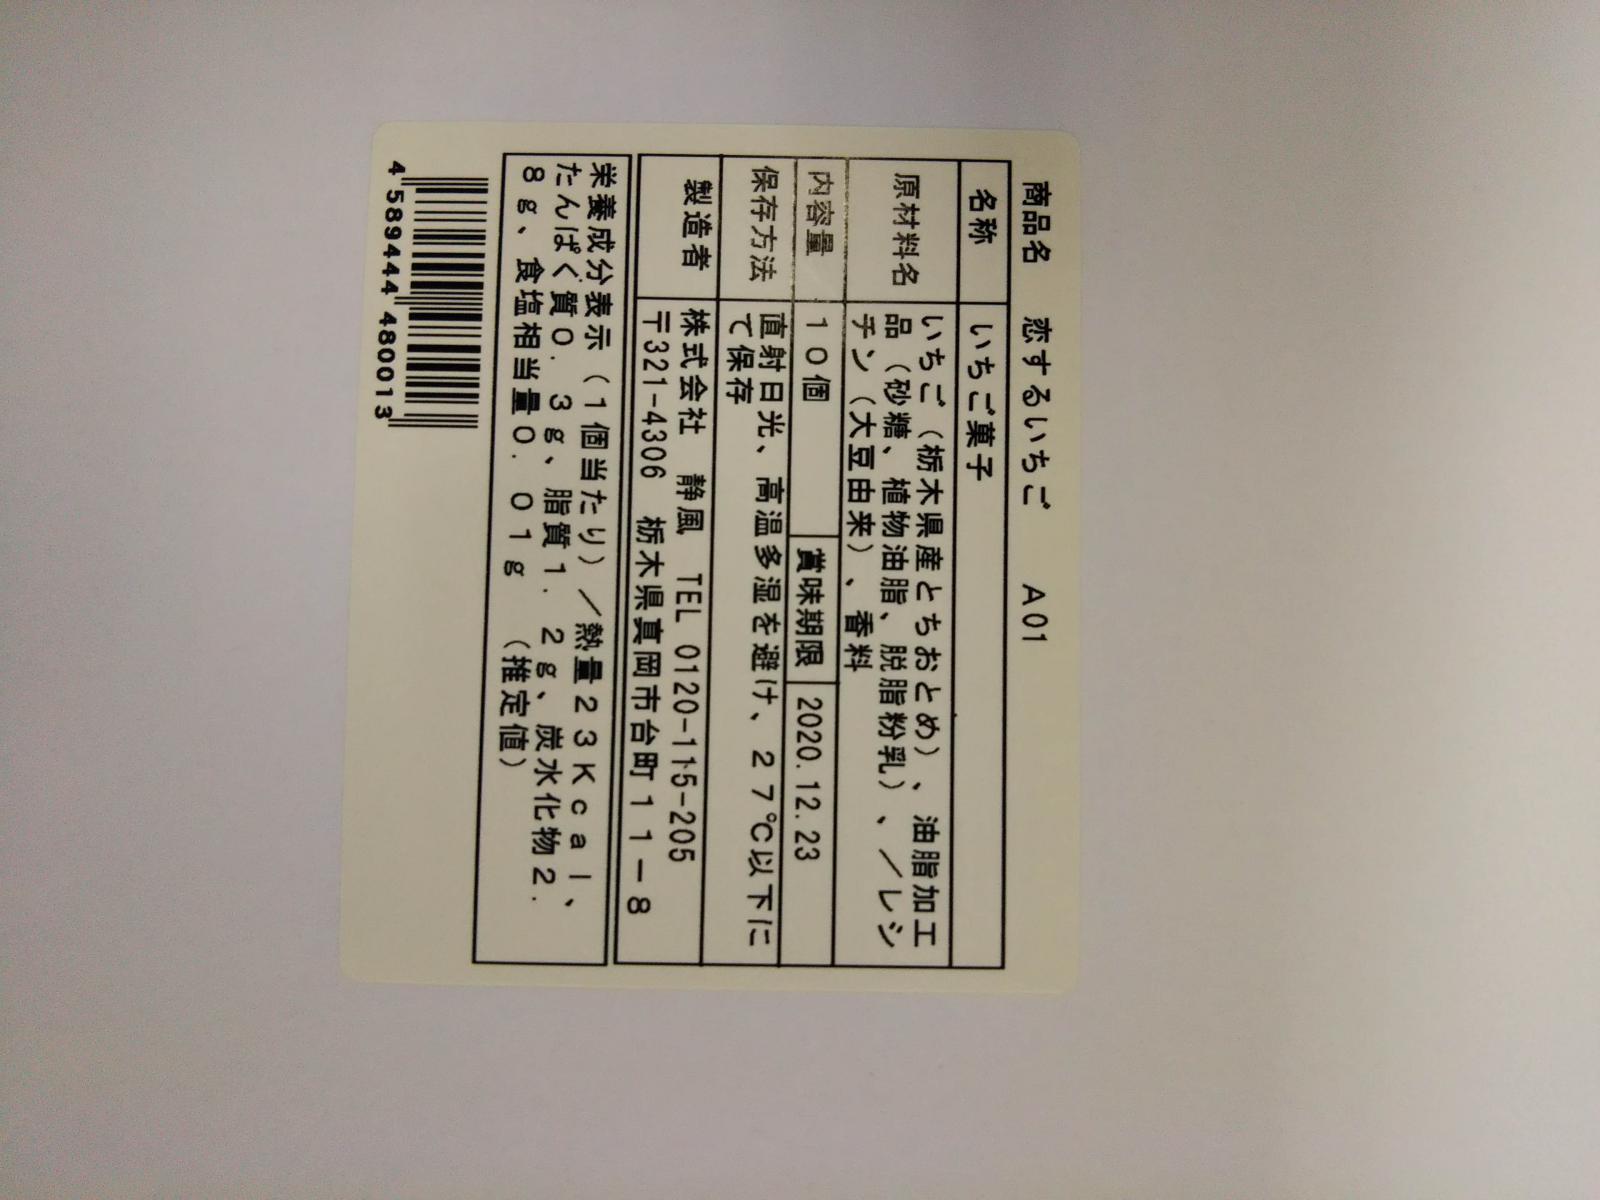 商品名　恋するいちご　A01
名称　いちご菓子
原材料名　いちご（栃木県産とちおとめ）、油脂加工
品（砂糖、植物油脂、脱脂粉乳）、／レシ
チン（大豆由来）、香料
内容量　１０個　賞味期限　2020.12.23
保存方法　直射日光、高温多湿を避け、２７℃以下に
て保存
製造者　株式会社　静風　TEL 0120-115-205
〒321-4306　栃木県真岡市台町１１－８
栄養成分表示（１個当たり）／熱量２３Ｋｃａｌ、
たんぱく質０．３ｇ、脂質１．２ｇ、炭水化物２．
８ｇ、食塩相当量０．０１ｇ　（推定値）
4 589444 480013